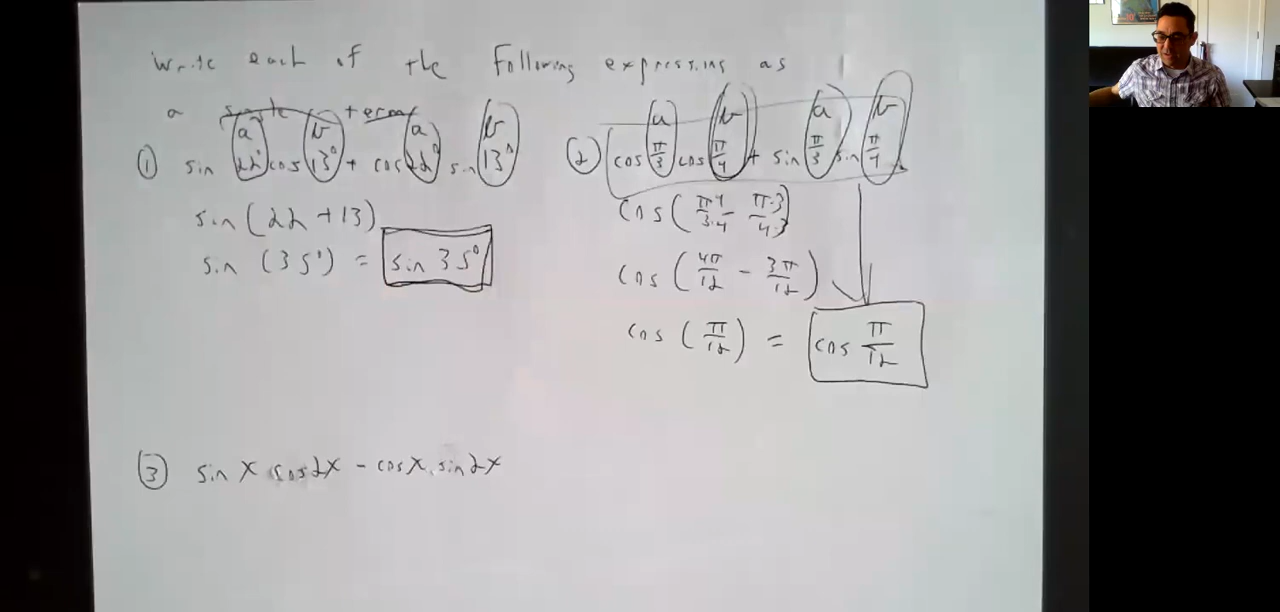 Write each of the following expressions as
a single term
① sin 22° cos 13° + cos 22° sin 13°
a b a b
sin (22 + 13)
sin (35°) = sin 35°
② cos π/3 cos π/4 + sin π/3 sin π/4
a b a b
cos (π·4/3·4 - π·3/4·3)
cos (4π/12 - 3π/12)
cos (π/12) = cos π/12
③ sin x cos 2x - cos x sin 2x